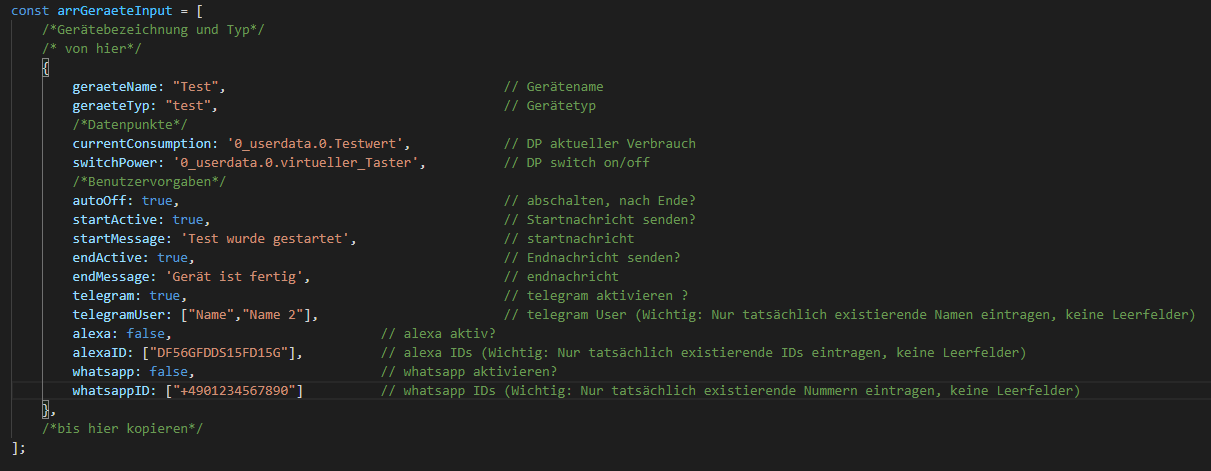 const arrGeraeteInput = [
/*Gerätebezeichnung und Typ*/
/* von hier*/
{
geraeteName: "Test", // Gerätename
geraeteTyp: "test", // Gerätetyp
/*Datenpunkte*/
currentConsumption: '0_userdata.0.Testwert', // DP aktueller Verbrauch
switchPower: '0_userdata.0.virtueller_Taster', // DP switch on/off
/*Benutzervorgaben*/
autoOff: true, // abschalten, nach Ende?
startActive: true, // Startnachricht senden?
startMessage: 'Test wurde gestartet', // startnachricht
endActive: true, // Endnachricht senden?
endMessage: 'Gerät ist fertig', // endnachricht
telegram: true, // telegram aktivieren ?
telegramUser: ["Name","Name 2"], // telegram User (Wichtig: Nur tatsächlich existierende Namen eintragen, keine Leerfelder)
alexa: false, // alexa aktiv?
alexaID: ["DF56GFDDS15FD15G"], // alexa IDs (Wichtig: Nur tatsächlich existierende IDs eintragen, keine Leerfelder)
whatsapp: false, // whatsapp aktivieren?
whatsappID: ["+4901234567890"] // whatsapp IDs (Wichtig: Nur tatsächlich existierende Nummern eintragen, keine Leerfelder)
},
/*bis hier kopieren*/
];